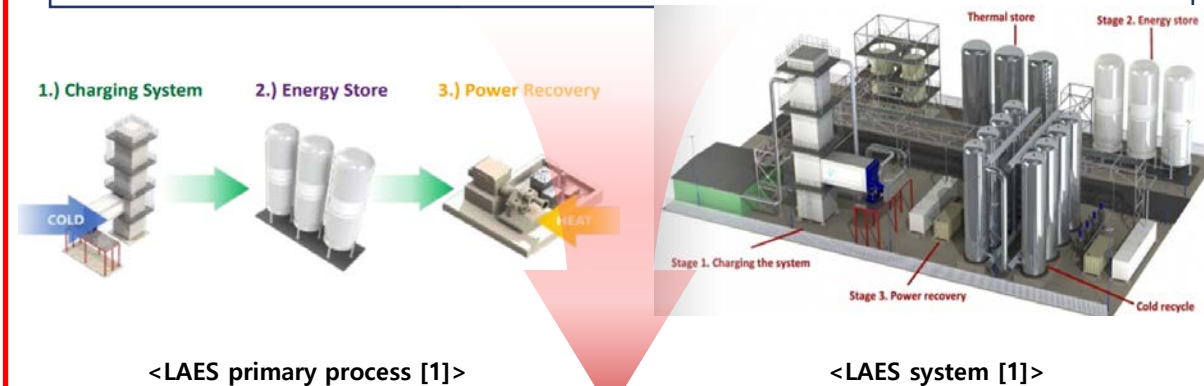 1.) Charging System
2.) Energy Store
3.) Power Recovery
COLD
HEAT
<LAES primary process [1]>
Thermal store
Stage 2. Energy store
Stage 1. Charging the system
Stage 3. Power recovery
Cold recycle
<LAES system [1]>